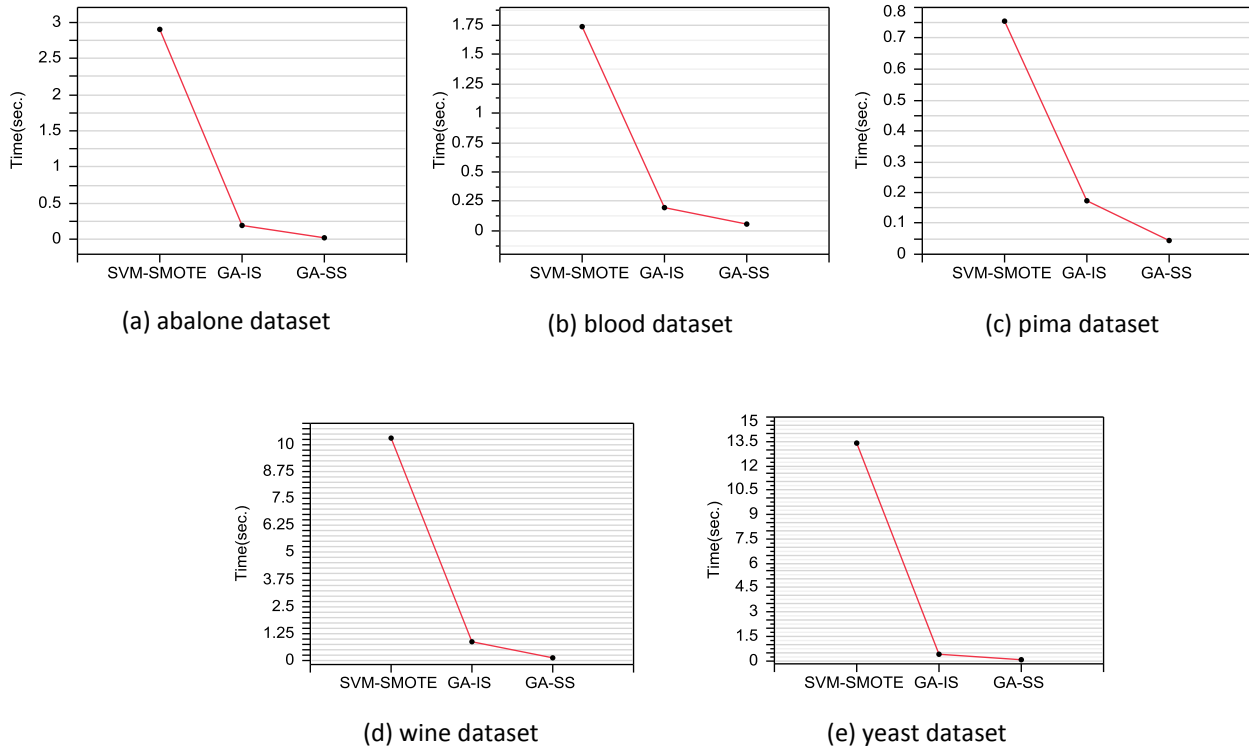 Time(sec.)
3
2.5
2
1.5
1
0.5
0
SVM-SMOTE GA-IS GA-SS
(a) abalone dataset
Time(sec.)
1.75
1.5
1.25
1
0.75
0.5
0.25
0
SVM-SMOTE GA-IS GA-SS
(b) blood dataset
Time(sec.)
0.8
0.7
0.6
0.5
0.4
0.3
0.2
0.1
0
SVM-SMOTE GA-IS GA-SS
(c) pima dataset
Time(sec.)
10
8.75
7.5
6.25
5
3.75
2.5
1.25
0
SVM-SMOTE GA-IS GA-SS
(d) wine dataset
Time(sec.)
15
13.5
12
10.5
9
7.5
6
4.5
3
1.5
0
SVM-SMOTE GA-IS GA-SS
(e) yeast dataset